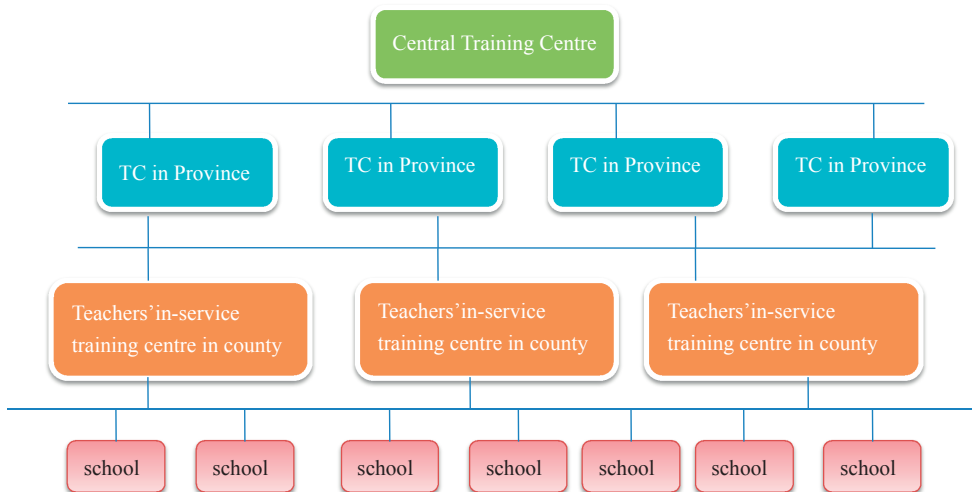 Central Training Centre
TC in Province
TC in Province
TC in Province
TC in Province
Teachers’in-service
training centre in county
Teachers’in-service
training centre in county
Teachers’in-service
training centre in county
school
school
school
school
school
school
school